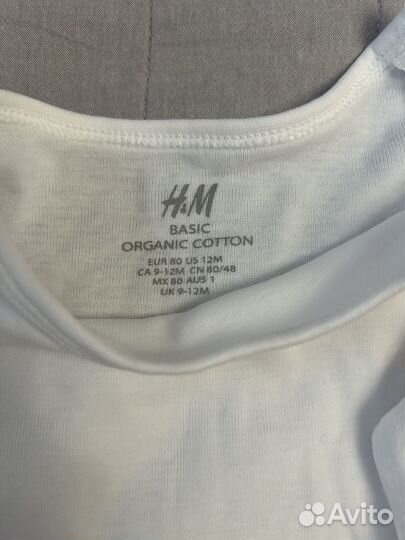 H&M
BASIC
ORGANIC COTTON
EUR 80 US 12M
CA 9-12M CN 80/48
MX 80 AUS 1
UK 9-12M
Avito